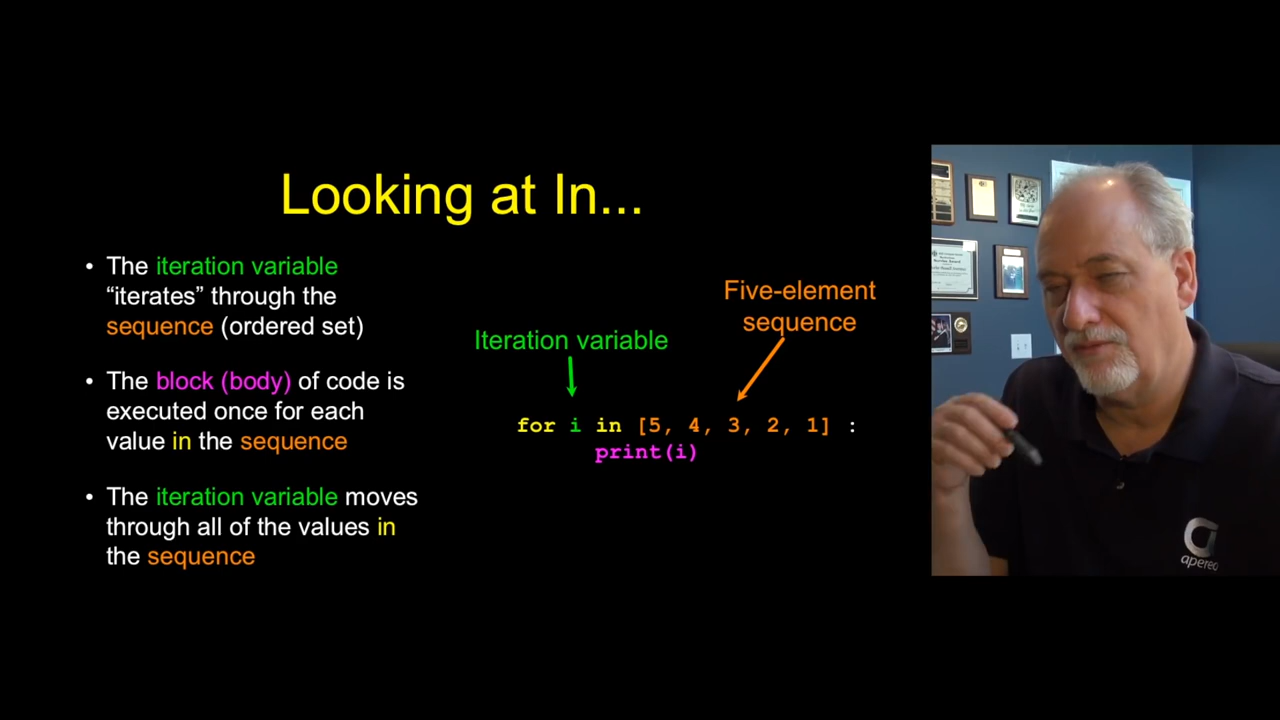 Looking at In...
• The iteration variable
“iterates” through the
sequence (ordered set)
• The block (body) of code is
executed once for each
value in the sequence
• The iteration variable moves
through all of the values in
the sequence
Five-element
sequence
Iteration variable
for i in [5, 4, 3, 2, 1] :
print(i)
apereo